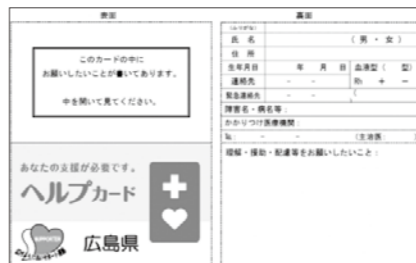 表面
このカードの中に
お願いしたいことが書いてあります。
中を開いて見てください。
あなたの支援が必要です。
ヘルプカード
広島県
裏面
氏名 （男・女）
住所
生年月日 年 月 日 血液型（ 型）
連絡先 - - Rh + -
緊急連絡先 - - （
障害名・病名等：
かかりつけ医療機関：
℡ - - （主治医：
理解・援助・配慮等をお願いしたいこと：